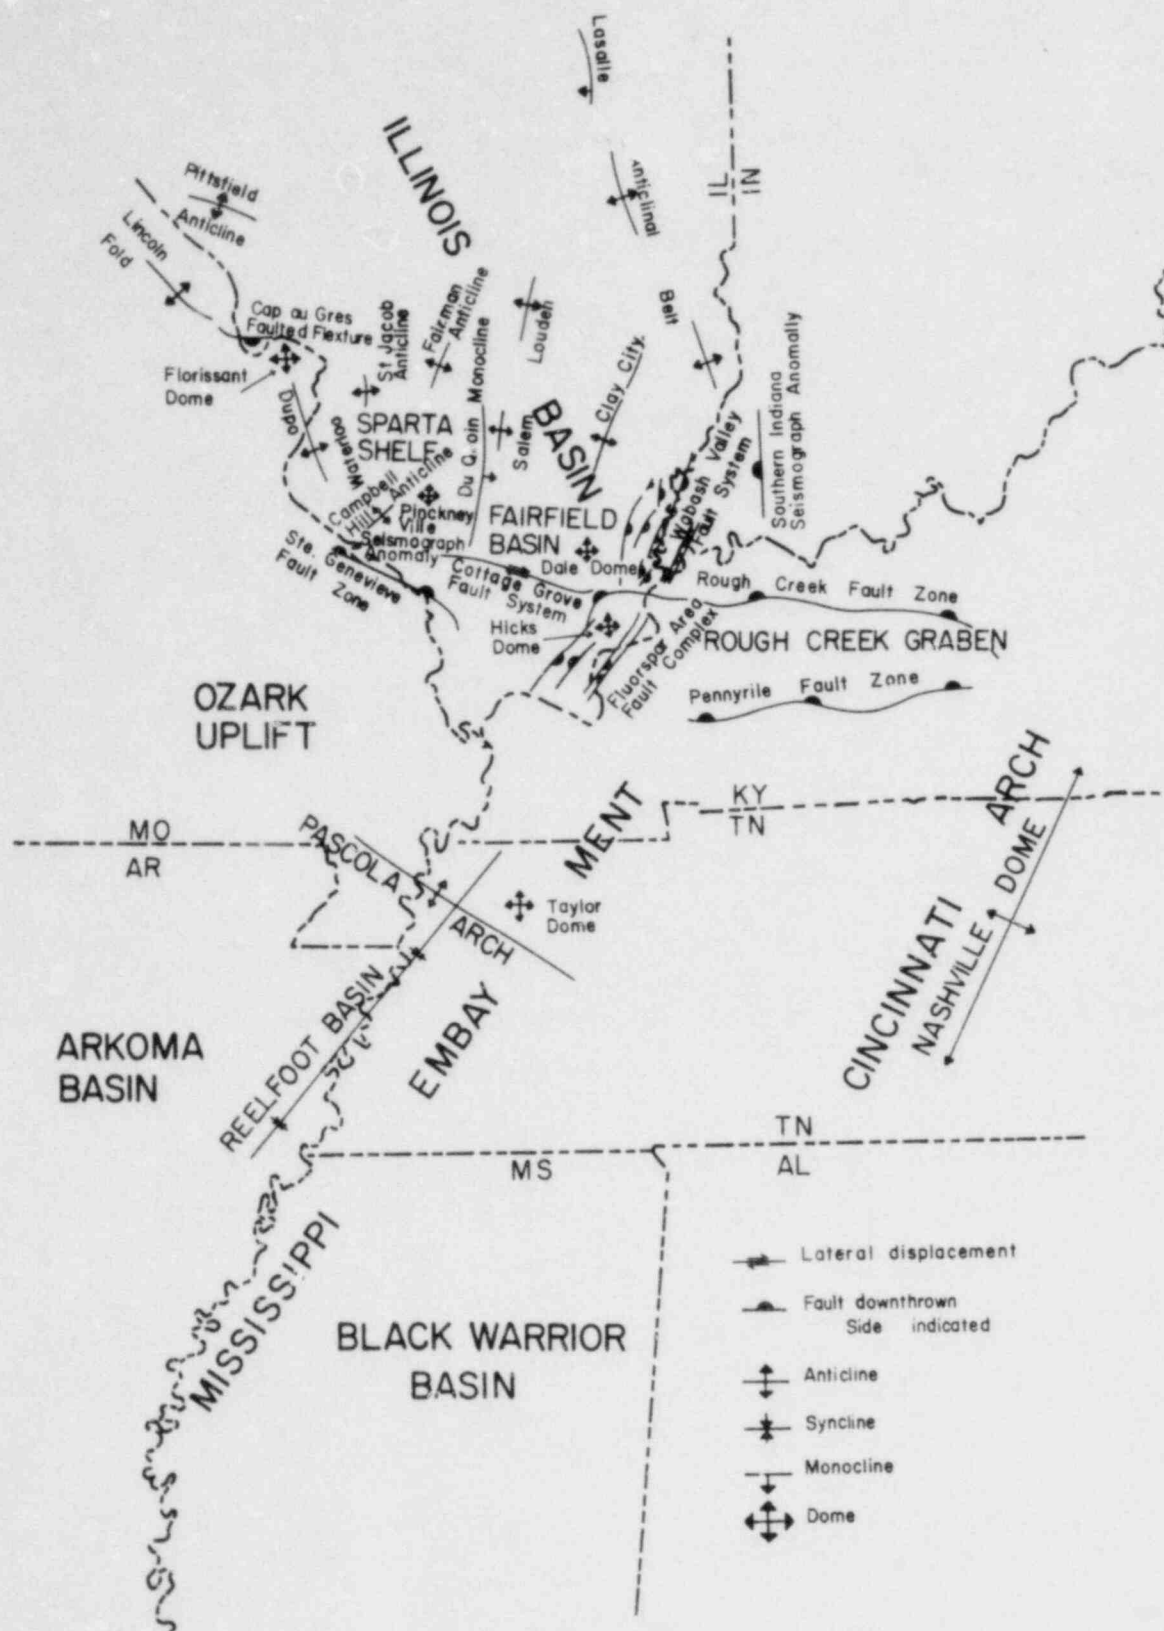 Lasalle
Anticlinal
Belt
ILLINOIS
BASIN
IL
IN
Pittsfield
Anticline
Lincoln
Fold
Cap au Gres
Faulted Flexture
Florissant
Dome
St Jacob
Anticline
Fairman
Anticline
Louden
Du Quoin Monocline
Salem
Clay City
Dupo
Waterloo
SPARTA
SHELF
Campbell
Hill Anticline
Pinckney
Ville
Seismograph
Anomaly
FAIRFIELD
BASIN
Dale Dome
Wabash Valley
Fault System
Southern Indiana
Seismograph Anomally
Ste. Genevieve
Fault
Zone
Cottage Grove
Fault System
Hicks
Dome
Rough Creek Fault Zone
Fluorspar Area
Fault Complex
ROUGH CREEK GRABEN
Pennyrile Fault Zone
OZARK
UPLIFT
MO
AR
KY
TN
PASCOLA
ARCH
Taylor
Dome
REELFOOT BASIN
ARKOMA
BASIN
MISSISSIPPI
EMBAY
MENT
CINCINNATI
ARCH
NASHVILLE DOME
TN
MS
AL
BLACK WARRIOR
BASIN
Lateral displacement
Fault downthrown
Side indicated
Anticline
Syncline
Monocline
Dome